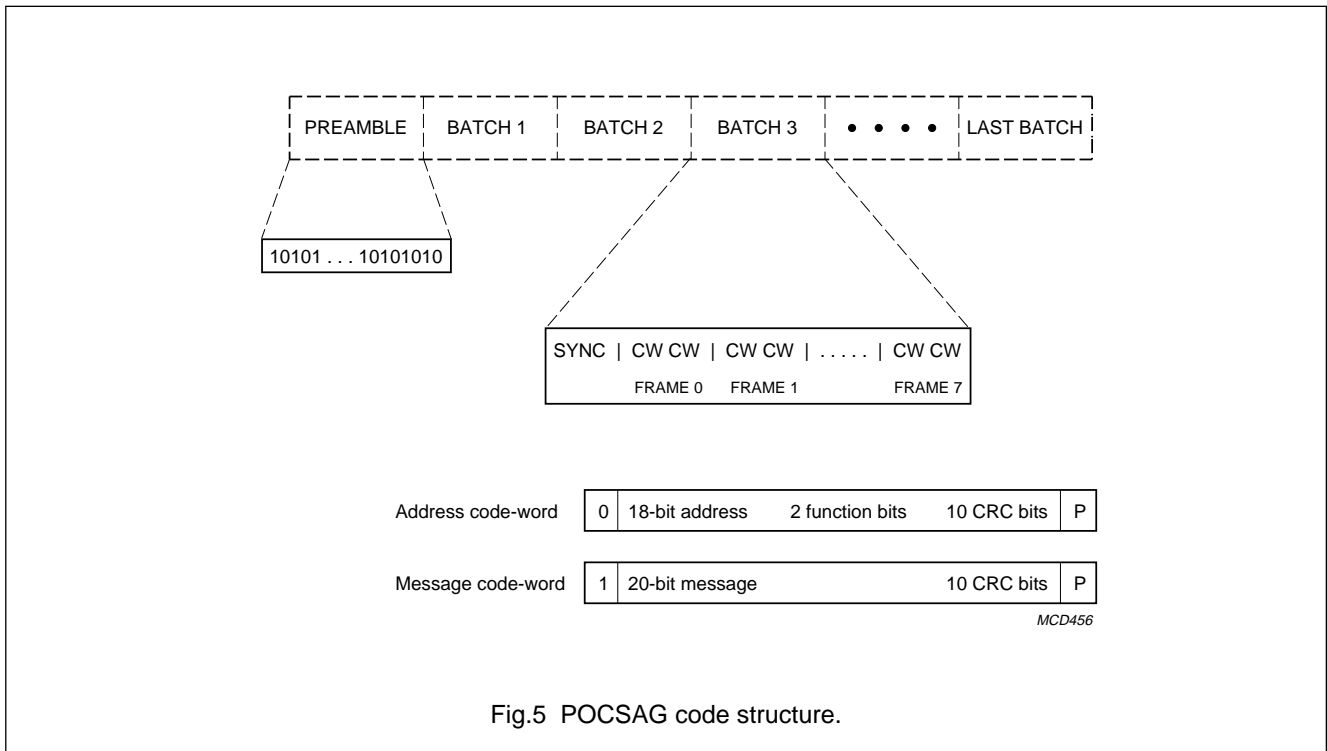 PREAMBLE BATCH 1 BATCH 2 BATCH 3 • • • • LAST BATCH
10101 . . . 10101010
SYNC | CW CW | CW CW | . . . . . | CW CW
FRAME 0 FRAME 1 FRAME 7
Address code-word 0 18-bit address 2 function bits 10 CRC bits P
Message code-word 1 20-bit message 10 CRC bits P
MCD456
Fig.5 POCSAG code structure.